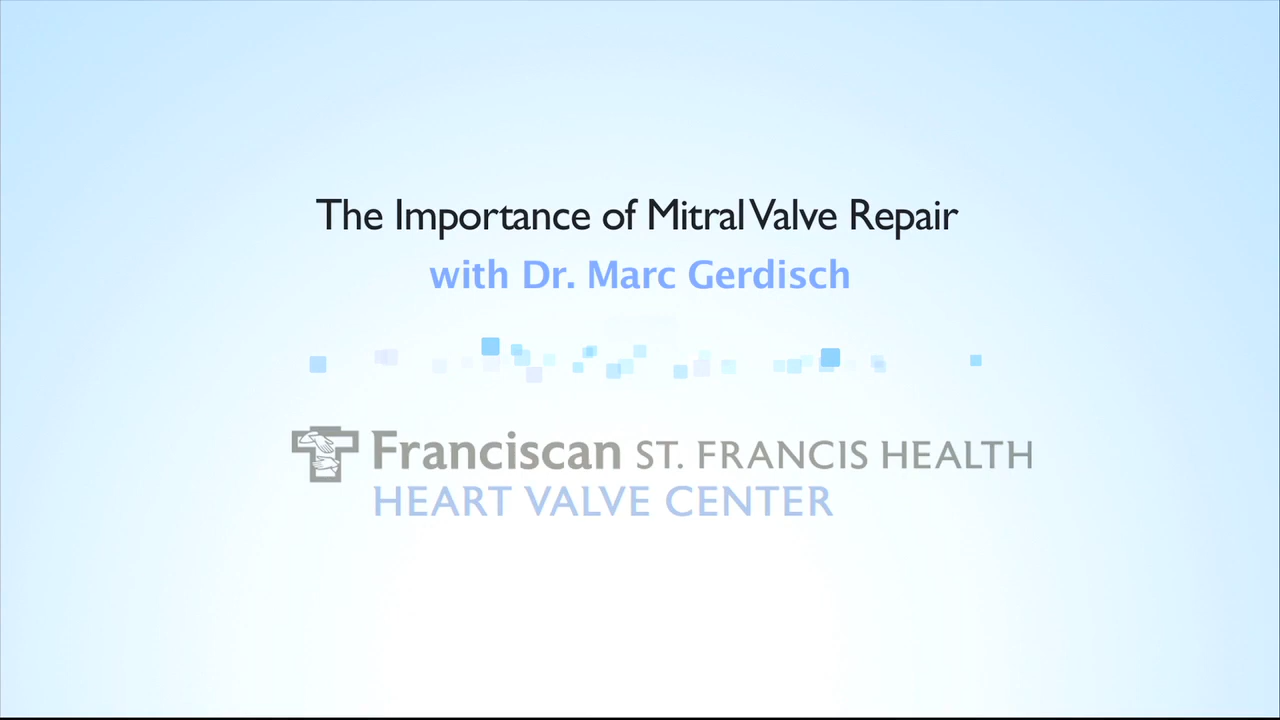 The Importance of Mitral Valve Repair
with Dr. Marc Gerdisch
Franciscan ST. FRANCIS HEALTH
HEART VALVE CENTER